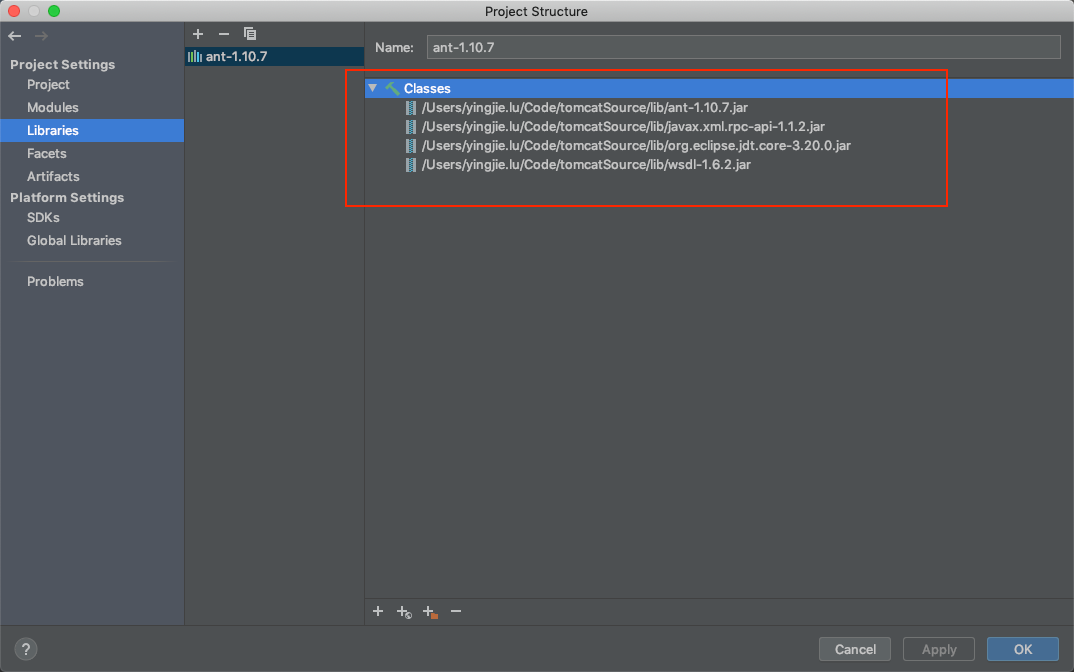 Project Structure
Project Settings
Project
Modules
Libraries
Facets
Artifacts
Platform Settings
SDKs
Global Libraries
Problems
ant-1.10.7
Name: ant-1.10.7
Classes
/Users/yingjie.lu/Code/tomcatSource/lib/ant-1.10.7.jar
/Users/yingjie.lu/Code/tomcatSource/lib/javax.xml.rpc-api-1.1.2.jar
/Users/yingjie.lu/Code/tomcatSource/lib/org.eclipse.jdt.core-3.20.0.jar
/Users/yingjie.lu/Code/tomcatSource/lib/wsdl-1.6.2.jar
?
Cancel Apply OK